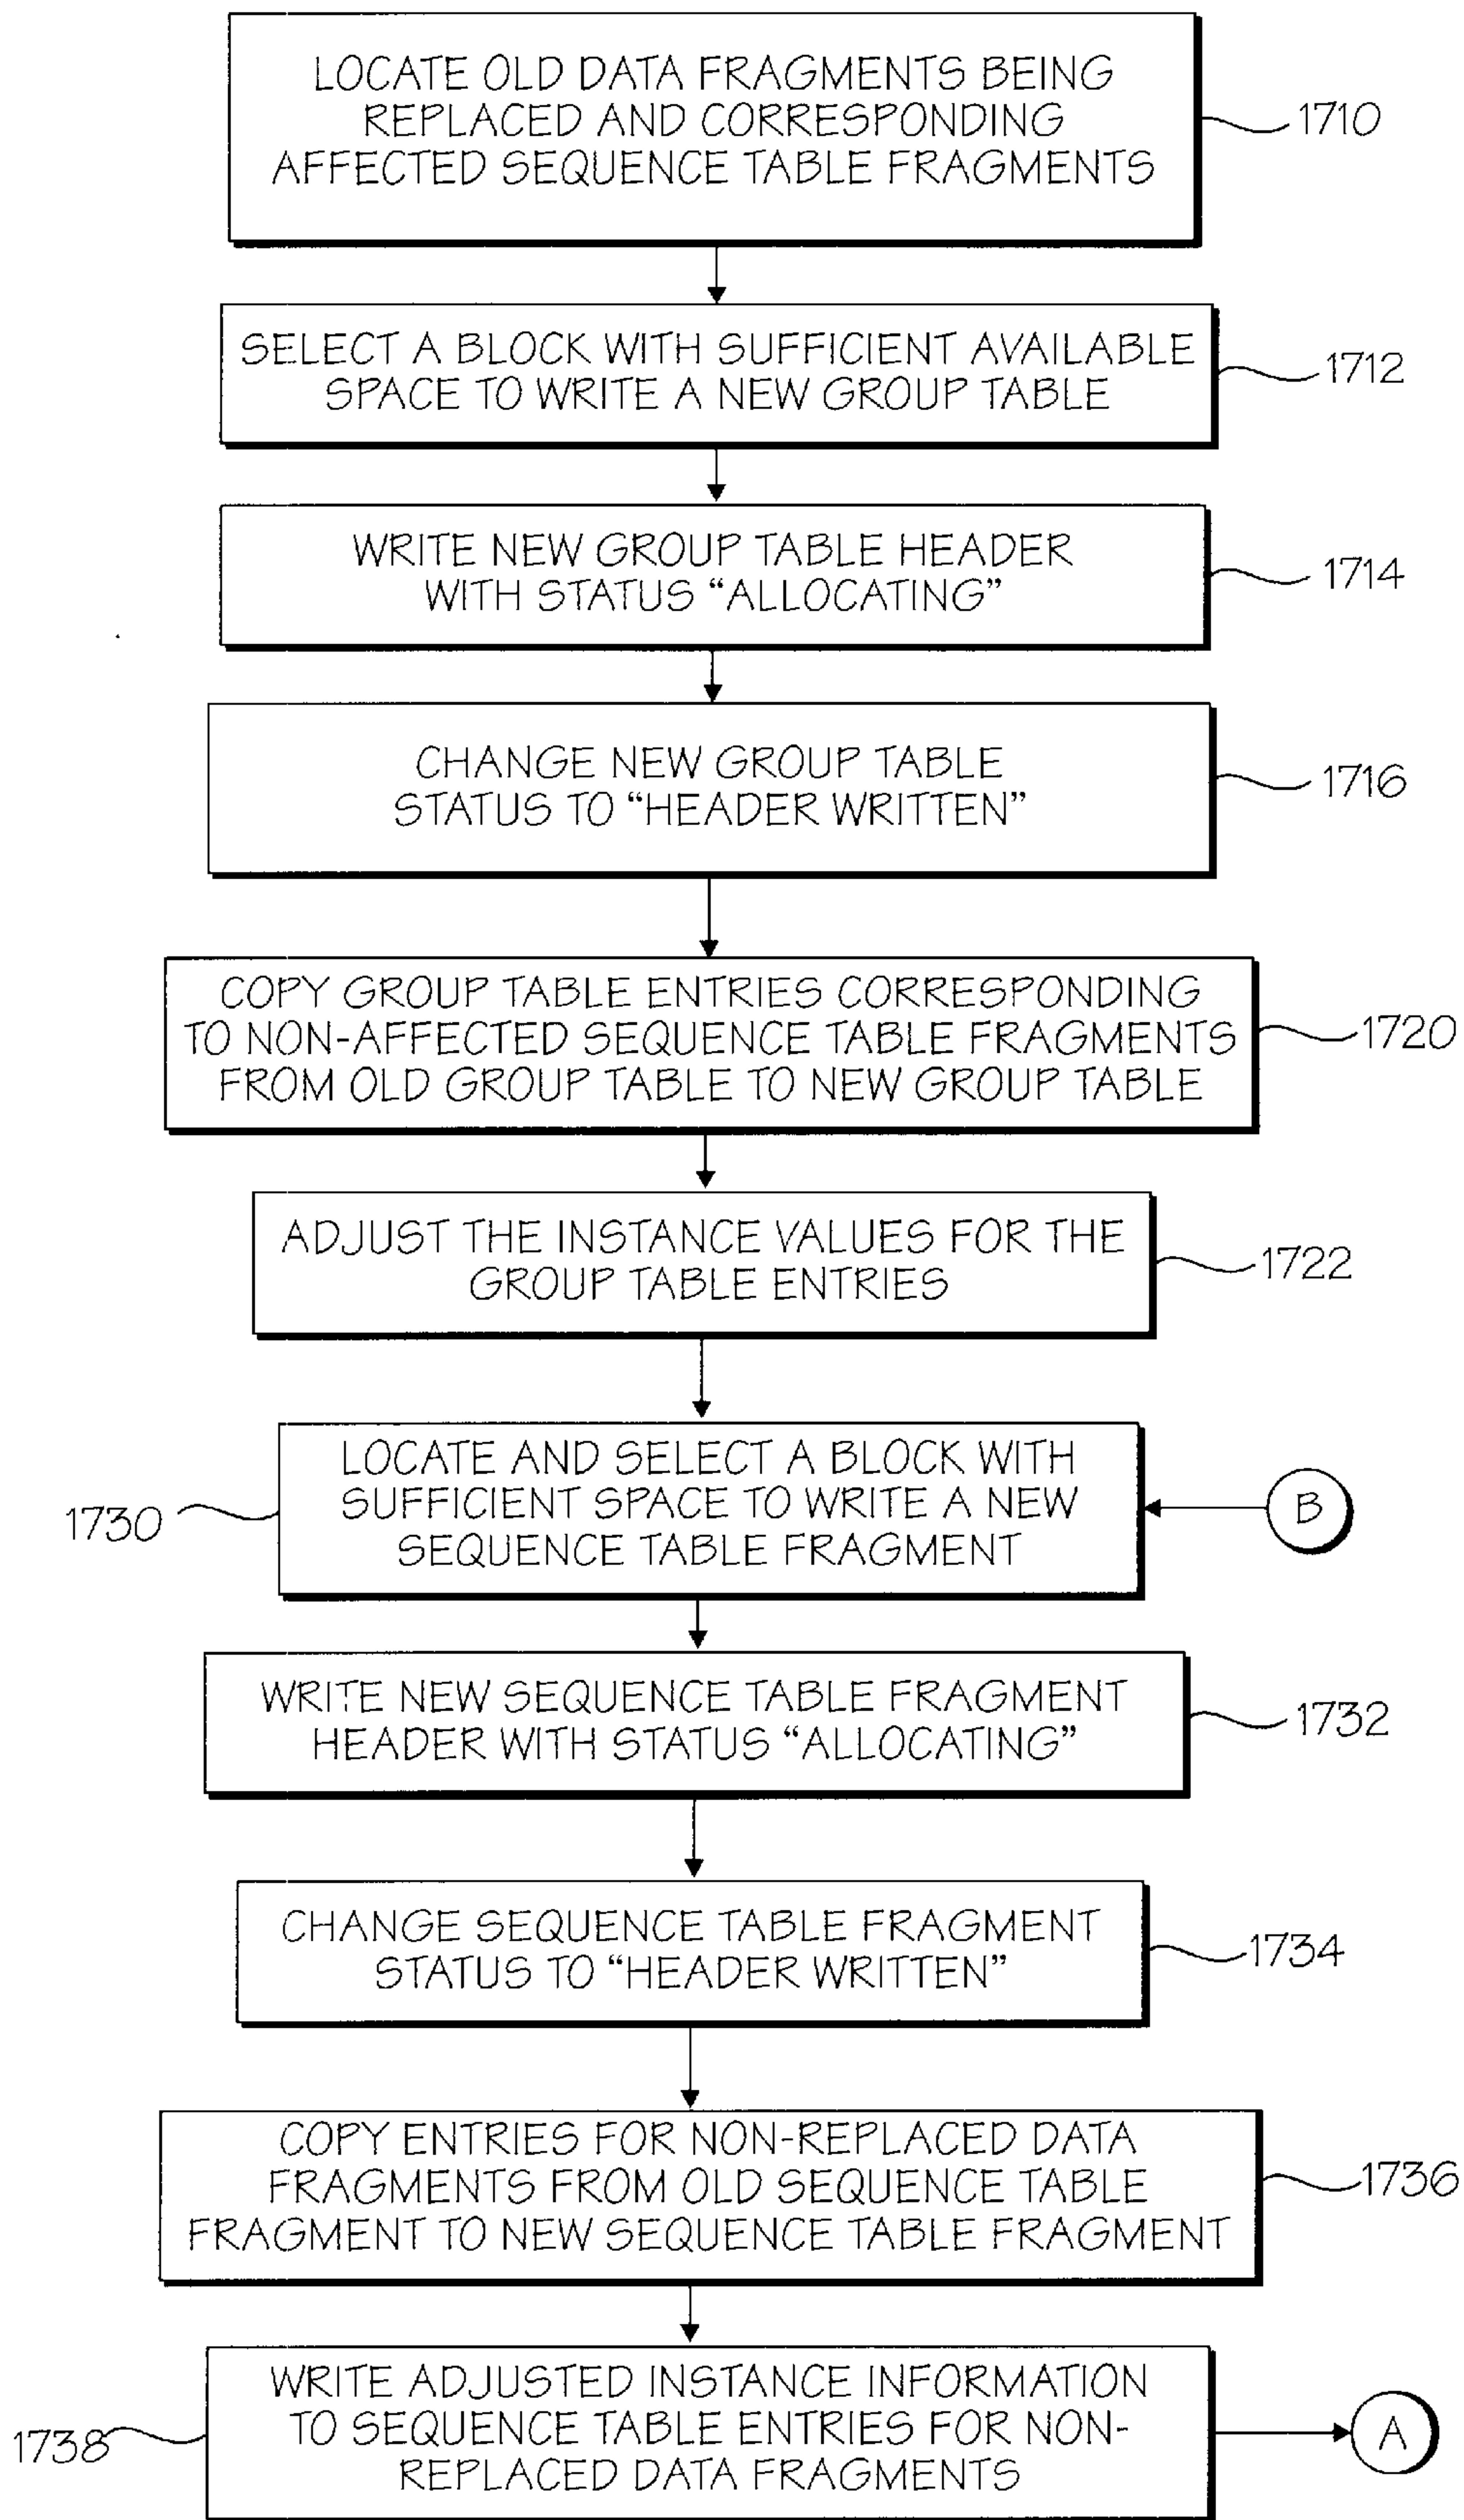 LOCATE OLD DATA FRAGMENTS BEING
REPLACED AND CORRESPONDING
AFFECTED SEQUENCE TABLE FRAGMENTS
1710
SELECT A BLOCK WITH SUFFICIENT AVAILABLE
SPACE TO WRITE A NEW GROUP TABLE
1712
WRITE NEW GROUP TABLE HEADER
WITH STATUS “ALLOCATING”
1714
CHANGE NEW GROUP TABLE
STATUS TO “HEADER WRITTEN”
1716
COPY GROUP TABLE ENTRIES CORRESPONDING
TO NON-AFFECTED SEQUENCE TABLE FRAGMENTS
FROM OLD GROUP TABLE TO NEW GROUP TABLE
1720
ADJUST THE INSTANCE VALUES FOR THE
GROUP TABLE ENTRIES
1722
LOCATE AND SELECT A BLOCK WITH
SUFFICIENT SPACE TO WRITE A NEW
SEQUENCE TABLE FRAGMENT
1730
B
WRITE NEW SEQUENCE TABLE FRAGMENT
HEADER WITH STATUS “ALLOCATING”
1732
CHANGE SEQUENCE TABLE FRAGMENT
STATUS TO “HEADER WRITTEN”
1734
COPY ENTRIES FOR NON-REPLACED DATA
FRAGMENTS FROM OLD SEQUENCE TABLE
FRAGMENT TO NEW SEQUENCE TABLE FRAGMENT
1736
WRITE ADJUSTED INSTANCE INFORMATION
TO SEQUENCE TABLE ENTRIES FOR NON-
REPLACED DATA FRAGMENTS
1738
A